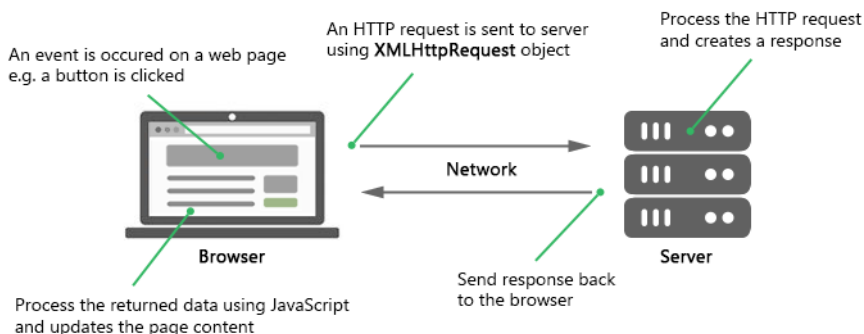 An event is occured on a web page
e.g. a button is clicked
An HTTP request is sent to server
using XMLHttpRequest object
Process the HTTP request
and creates a response
Network
Browser
Server
Send response back
to the browser
Process the returned data using JavaScript
and updates the page content